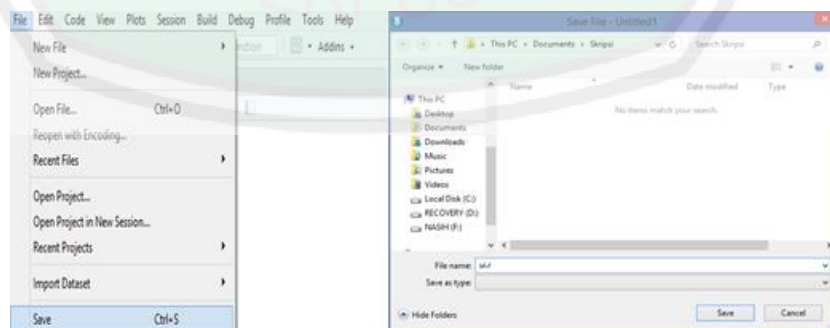 File Edit Code View Plots Session Build Debug Profile Tools Help
New File
New Project...
Open File... Ctrl+O
Reopen with Encoding...
Recent Files
Open Project...
Open Project in New Session...
Recent Projects
Import Dataset
Save Ctrl+S
Addins
Save File - Untitled1
This PC Documents Skripsi
Search Skripsi
Organize New folder
Name Date modified Type
No items match your search.
This PC
Desktop
Documents
Downloads
Music
Pictures
Videos
Local Disk (C:)
RECOVERY (D:)
NASIH (F:)
File name:
Save as type:
Hide Folders Save Cancel